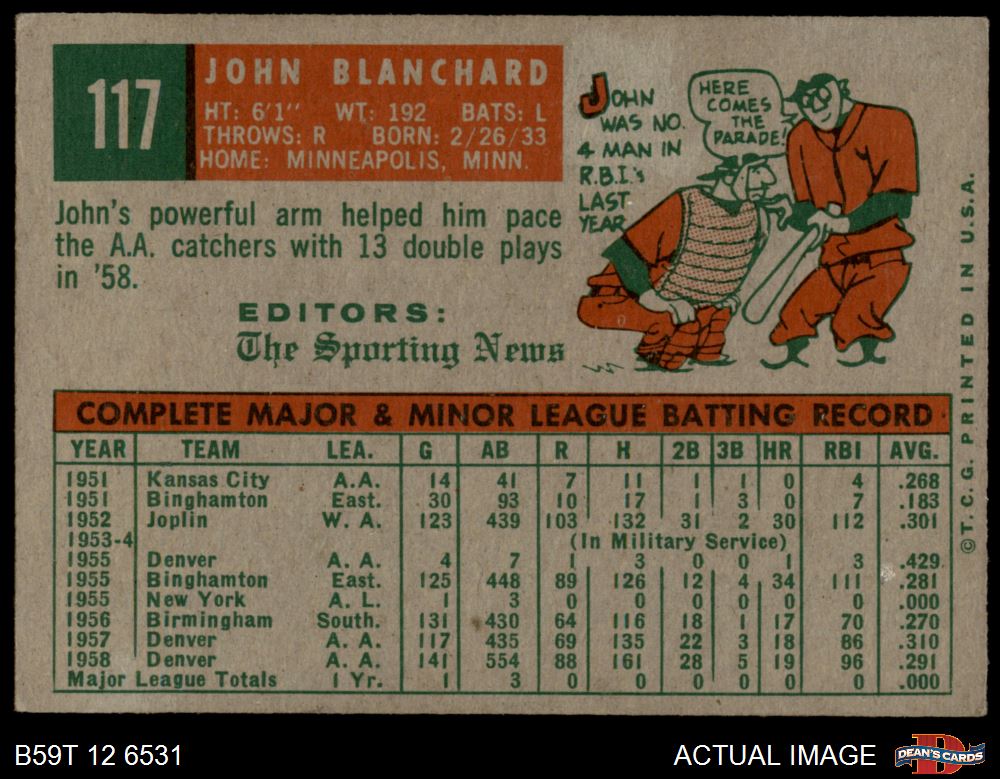 117
JOHN BLANCHARD
HT: 6'1" WT: 192 BATS: L
THROWS: R BORN: 2/26/33
HOME: MINNEAPOLIS, MINN.
John's powerful arm helped him pace
the A.A. catchers with 13 double plays
in '58.
EDITORS:
The Sporting News
JOHN
WAS NO.
4 MAN IN
R.B.I.'s
LAST
YEAR
HERE
COMES
THE
PARADE!
COMPLETE MAJOR & MINOR LEAGUE BATTING RECORD
YEAR TEAM LEA. G AB R H 2B 3B HR RBI AVG.
1951 Kansas City A.A. 14 41 7 11 1 1 0 4 .268
1951 Binghamton East. 30 93 10 17 1 3 0 7 .183
1952 Joplin W. A. 123 439 103 132 31 2 30 112 .301
1953-4 (In Military Service)
1955 Denver A. A. 4 7 1 3 0 0 1 3 .429
1955 Binghamton East. 125 448 89 126 12 4 34 111 .281
1955 New York A. L. 1 3 0 0 0 0 0 0 .000
1956 Birmingham South. 131 430 64 116 18 1 17 70 .270
1957 Denver A. A. 117 435 69 135 22 3 18 86 .310
1958 Denver A. A. 141 554 88 161 28 5 19 96 .291
Major League Totals 1 Yr. 1 3 0 0 0 0 0 0 .000
©T. C. G. PRINTED IN U.S.A.
B59T 12 6531
ACTUAL IMAGE
DEAN'S CARDS